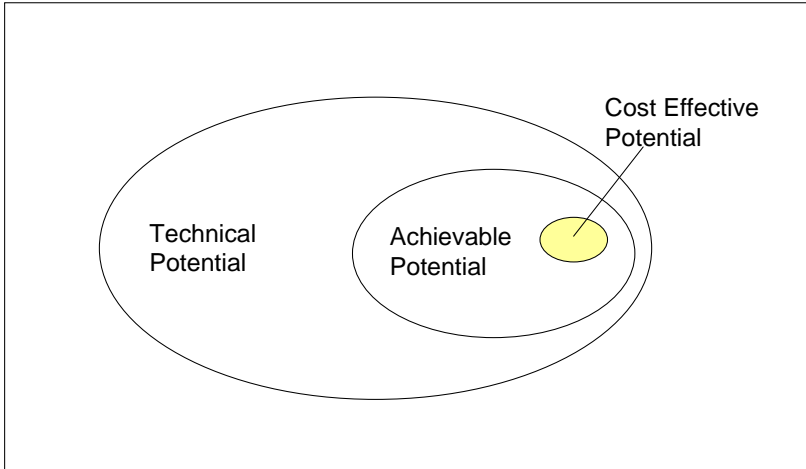 Cost Effective
Potential
Technical
Potential
Achievable
Potential